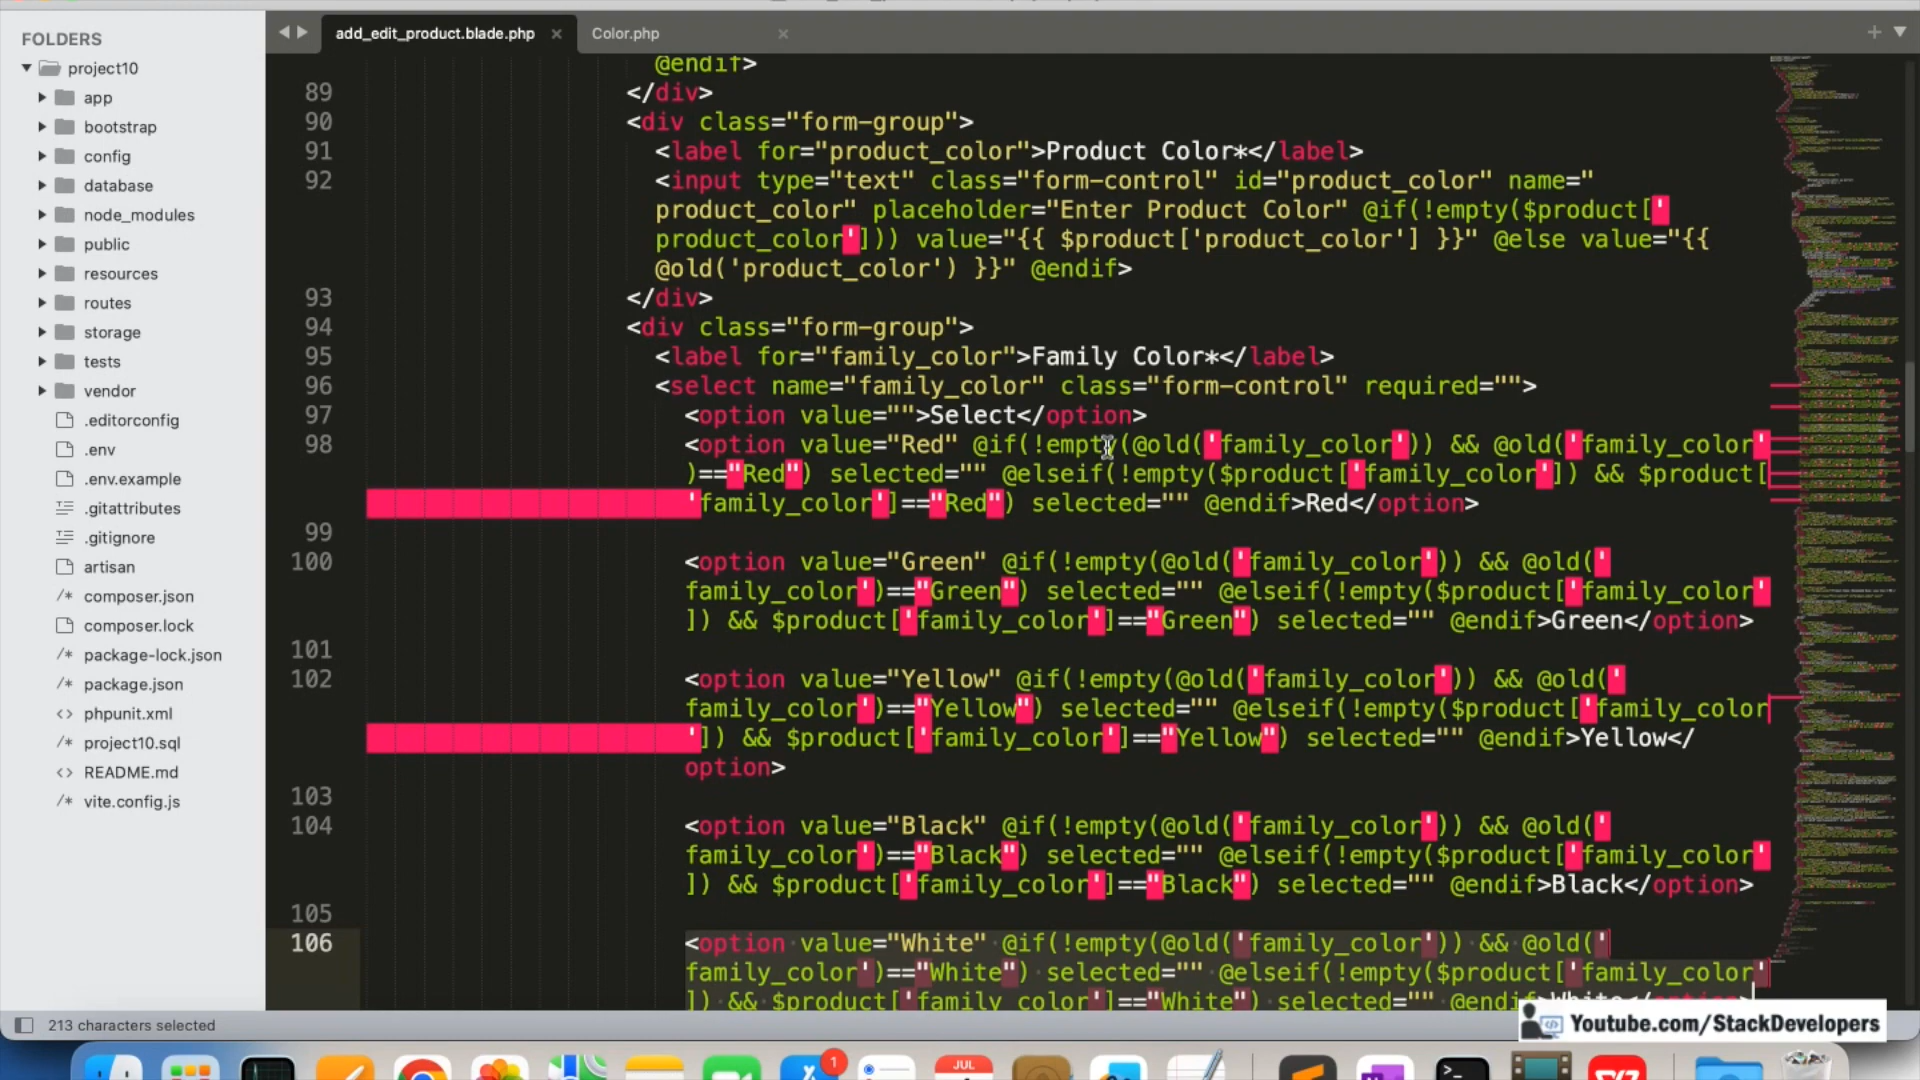 FOLDERS
project10
app
bootstrap
config
database
node_modules
public
resources
routes
storage
tests
vendor
.editorconfig
.env
.env.example
.gitattributes
.gitignore
artisan
composer.json
composer.lock
package-lock.json
package.json
phpunit.xml
project10.sql
README.md
vite.config.js
add_edit_product.blade.php
Color.php
@endif>
89 </div>
90 <div class="form-group">
91 <label for="product_color">Product Color*</label>
92 <input type="text" class="form-control" id="product_color" name="
product_color" placeholder="Enter Product Color" @if(!empty($product['
product_color'])) value="{{ $product['product_color'] }}" @else value="{{
@old('product_color') }}" @endif>
93 </div>
94 <div class="form-group">
95 <label for="family_color">Family Color*</label>
96 <select name="family_color" class="form-control" required="">
97 <option value="">Select</option>
98 <option value="Red" @if(!empty(@old('family_color')) && @old('family_color'
)=="Red") selected="" @elseif(!empty($product['family_color']) && $product[
'family_color']=="Red") selected="" @endif>Red</option>
99
100 <option value="Green" @if(!empty(@old('family_color')) && @old('
family_color')=="Green") selected="" @elseif(!empty($product['family_color'
]) && $product['family_color']=="Green") selected="" @endif>Green</option>
101
102 <option value="Yellow" @if(!empty(@old('family_color')) && @old('
family_color')=="Yellow") selected="" @elseif(!empty($product['family_color
']) && $product['family_color']=="Yellow") selected="" @endif>Yellow</
option>
103
104 <option value="Black" @if(!empty(@old('family_color')) && @old('
family_color')=="Black") selected="" @elseif(!empty($product['family_color'
]) && $product['family_color']=="Black") selected="" @endif>Black</option>
105
106 <option value="White" @if(!empty(@old('family_color')) && @old('
family_color')=="White") selected="" @elseif(!empty($product['family_color'
]) && $product['family_color']=="White") selected="" @endif>White</option>
213 characters selected
Youtube.com/StackDevelopers
1
JUL